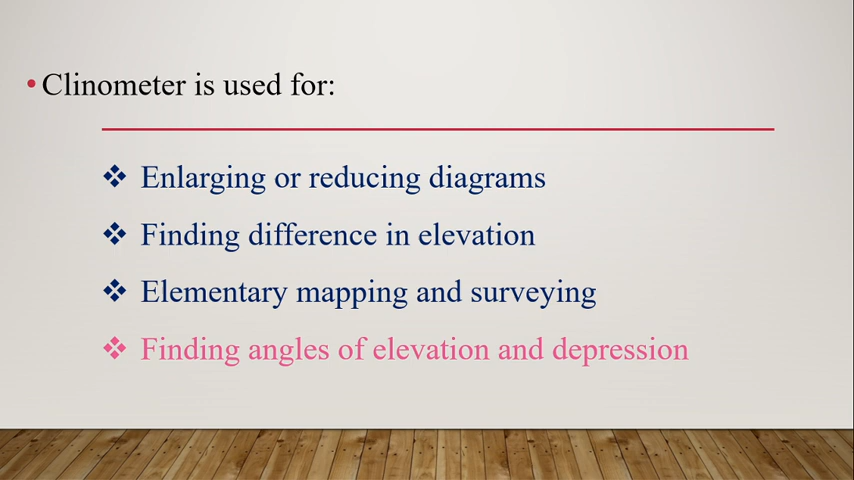 • Clinometer is used for:
❖ Enlarging or reducing diagrams
❖ Finding difference in elevation
❖ Elementary mapping and surveying
❖ Finding angles of elevation and depression